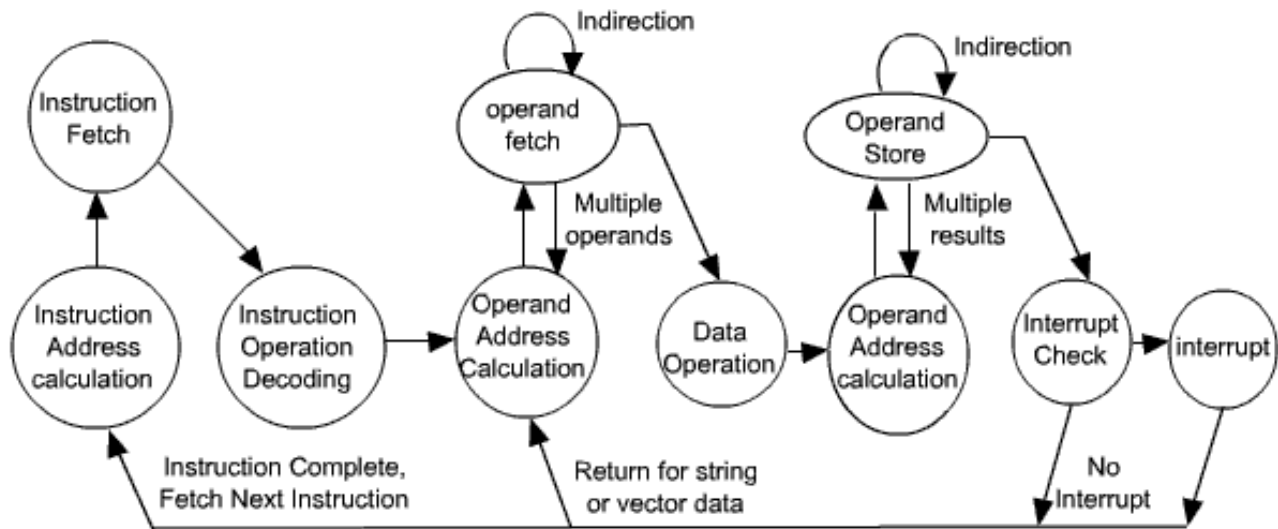 Indirection
Indirection
Instruction
Fetch
operand
fetch
Operand
Store
Multiple
operands
Multiple
results
Instruction
Address
calculation
Instruction
Operation
Decoding
Operand
Address
Calculation
Data
Operation
Operand
Address
calculation
Interrupt
Check
interrupt
Instruction Complete,
Fetch Next Instruction
Return for string
or vector data
No
Interrupt